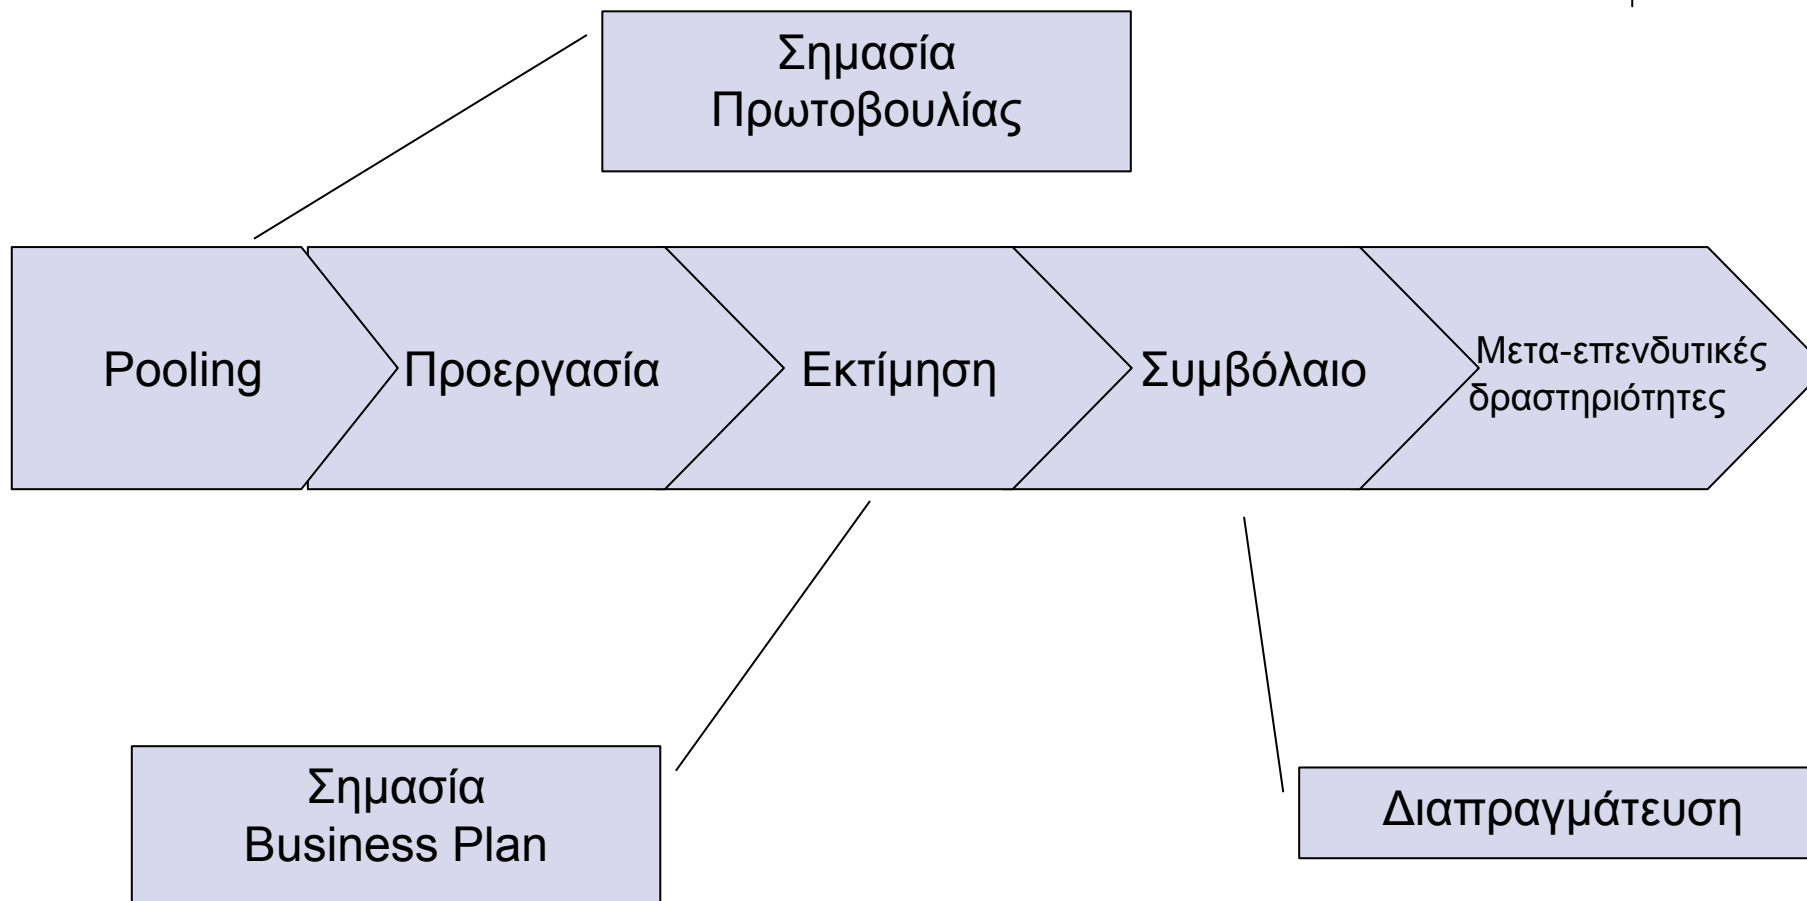 Σημασία
Πρωτοβουλίας
Pooling
Προεργασία
Εκτίμηση
Συμβόλαιο
Μετα-επενδυτικές
δραστηριότητες
Σημασία
Business Plan
Διαπραγμάτευση